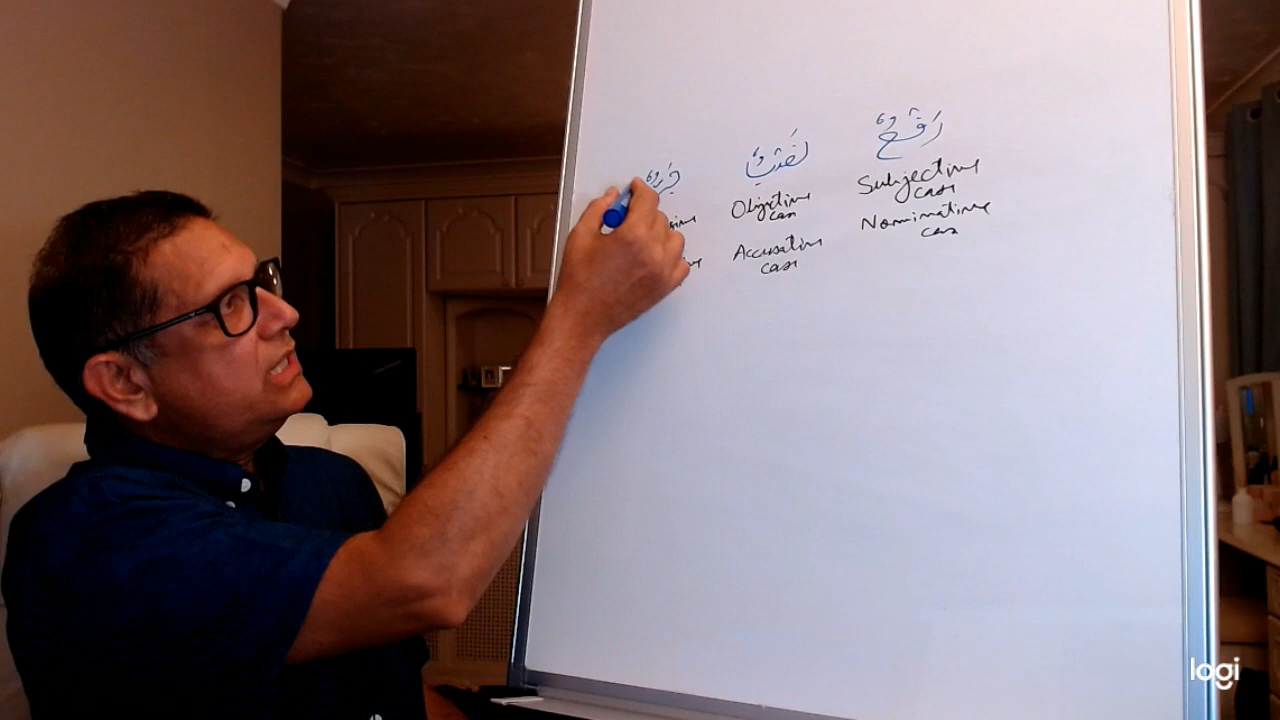 رَفْعٌ
Subjective
case
Nominative
case
نَصْبٌ
Objective
case
Accusative
case
جَرٌّ
logi